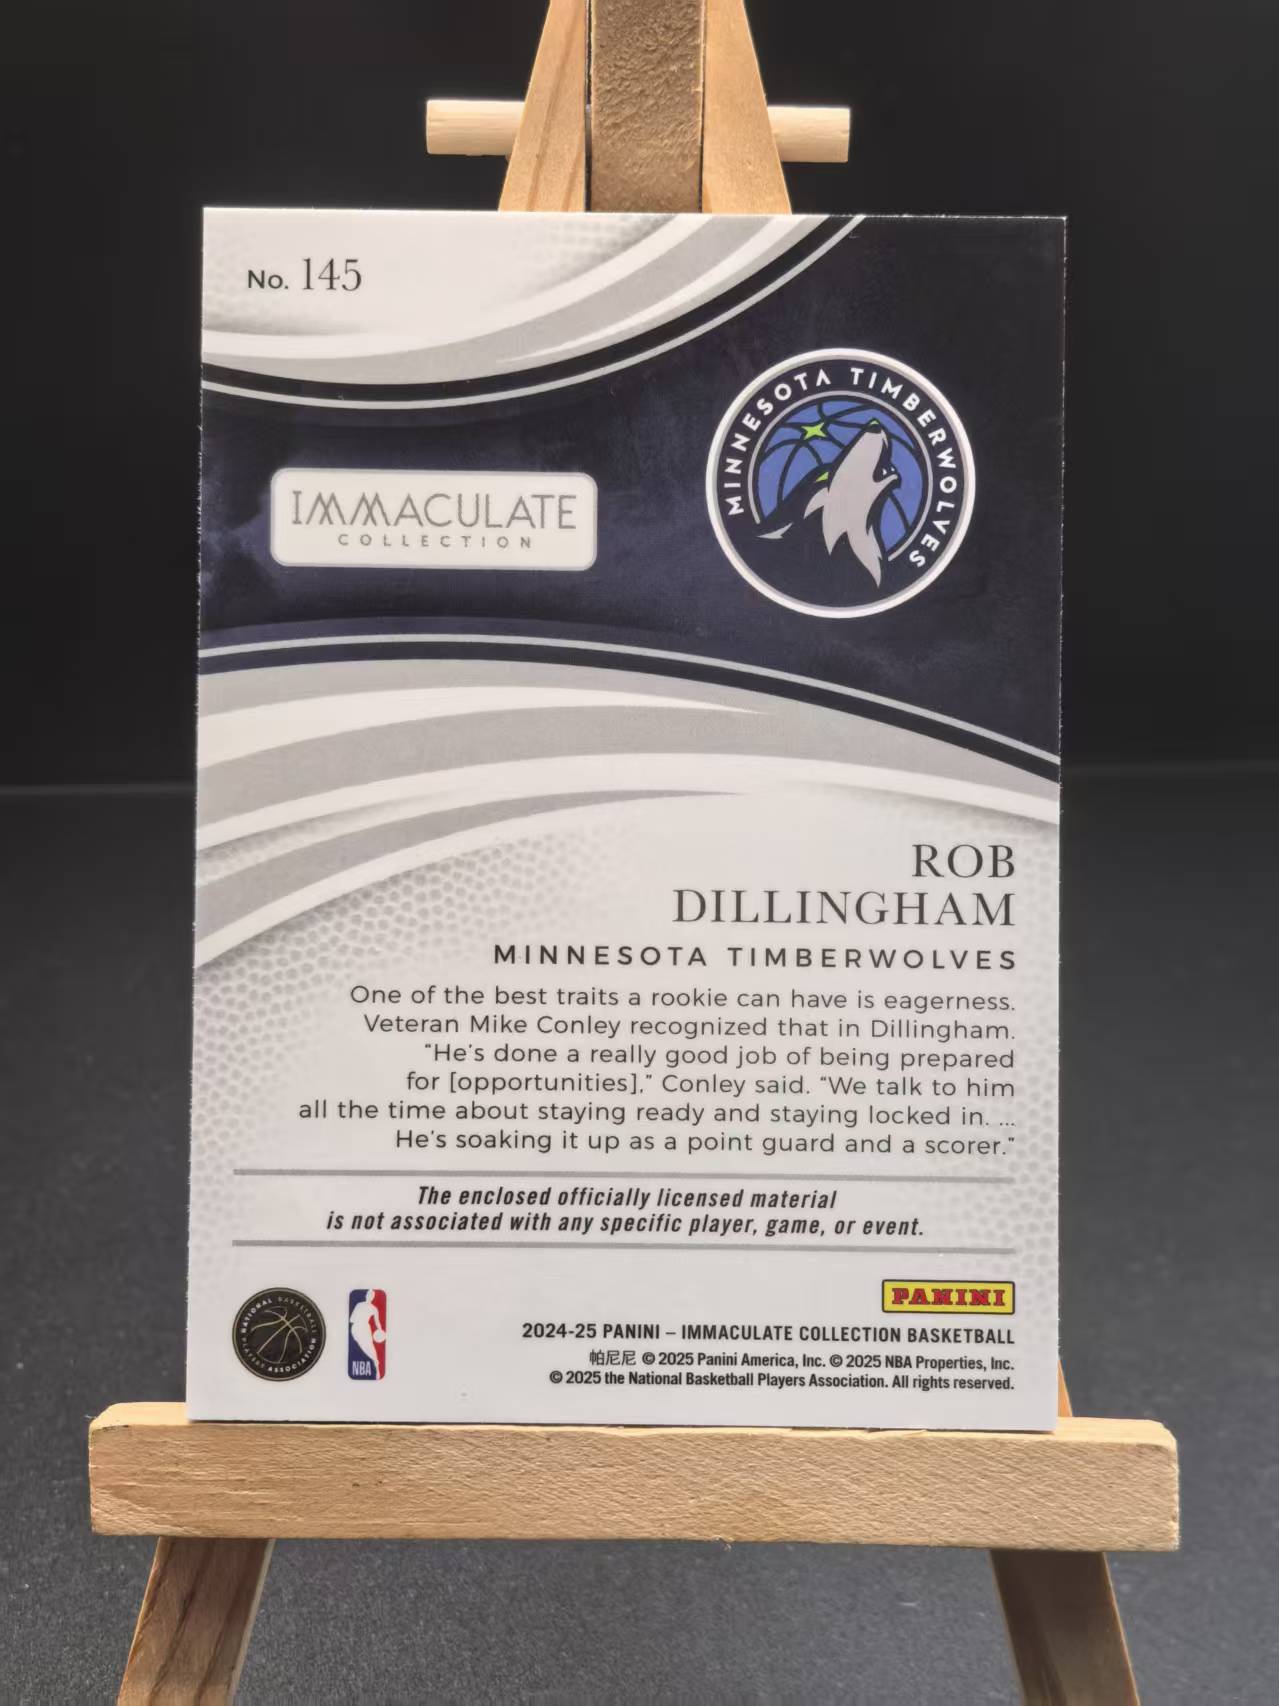 No. 145
MINNESOTA TIMBERWOLVES
IMMACULATE
COLLECTION
ROB
DILLINGHAM
MINNESOTA TIMBERWOLVES
One of the best traits a rookie can have is eagerness.
Veteran Mike Conley recognized that in Dillingham.
“He’s done a really good job of being prepared
for [opportunities],” Conley said. “We talk to him
all the time about staying ready and staying locked in. ...
He’s soaking it up as a point guard and a scorer.”
The enclosed officially licensed material
is not associated with any specific player, game, or event.
NATIONAL BASKETBALL PLAYERS ASSOCIATION
NBA
PANINI
2024-25 PANINI – IMMACULATE COLLECTION BASKETBALL
帕尼尼 © 2025 Panini America, Inc. © 2025 NBA Properties, Inc.
© 2025 the National Basketball Players Association. All rights reserved.